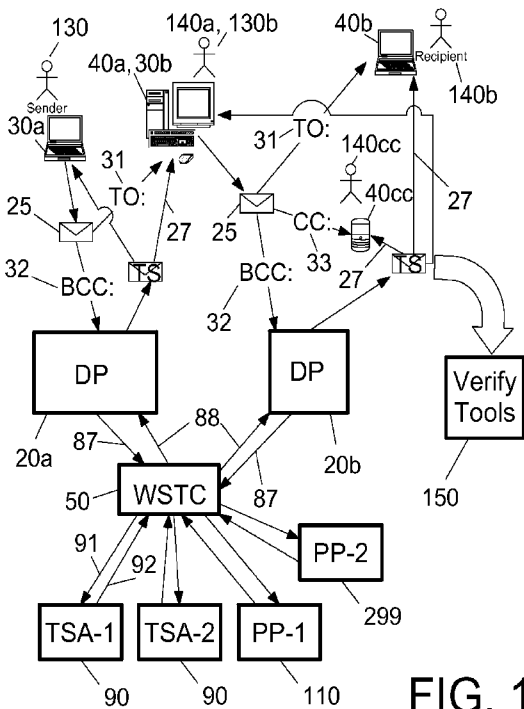 130
140a, 130b
40b
40a, 30b
Recipient
Sender
140b
30a
31
TO:
140cc
31
TO:
40cc
25
27
25
CC:
27
33
27
32
BCC:
TS
32
BCC:
TS
DP
DP
Verify
Tools
20a
87
88
20b
150
50
WSTC
87
91
92
PP-2
299
TSA-1
TSA-2
PP-1
90
90
110
FIG. 1